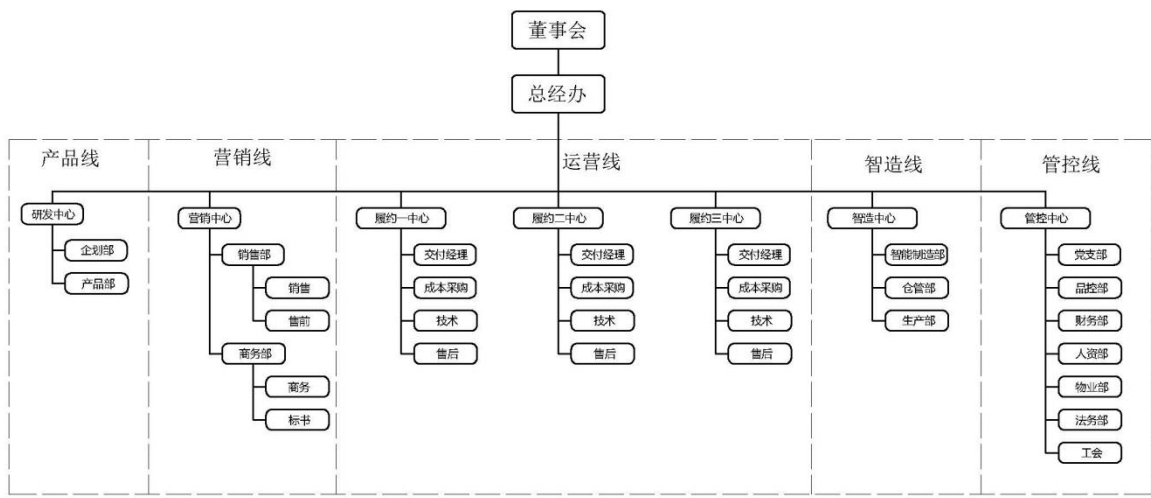 董事会
总经办
产品线
营销线
运营线
智造线
管控线
研发中心
营销中心
履约一中心
履约二中心
履约三中心
智造中心
管控中心
企划部
产品部
销售部
销售
售前
商务部
商务
标书
交付经理
成本采购
技术
售后
交付经理
成本采购
技术
售后
交付经理
成本采购
技术
售后
智能制造部
仓管部
生产部
党支部
品控部
财务部
人资部
物业部
法务部
工会